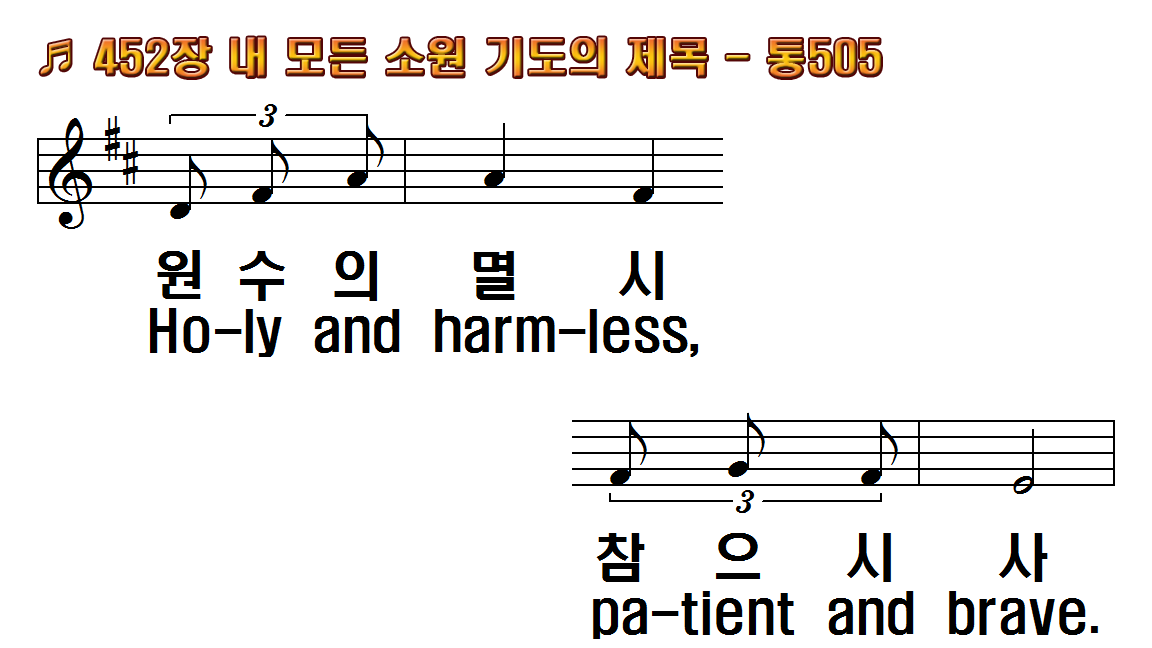 ♬ 452장 내 모든 소원 기도의 제목 - 통505
3
원 수 의 멸 시
Ho-ly and harm-less,
3
참 으 시 사
pa-tient and brave.